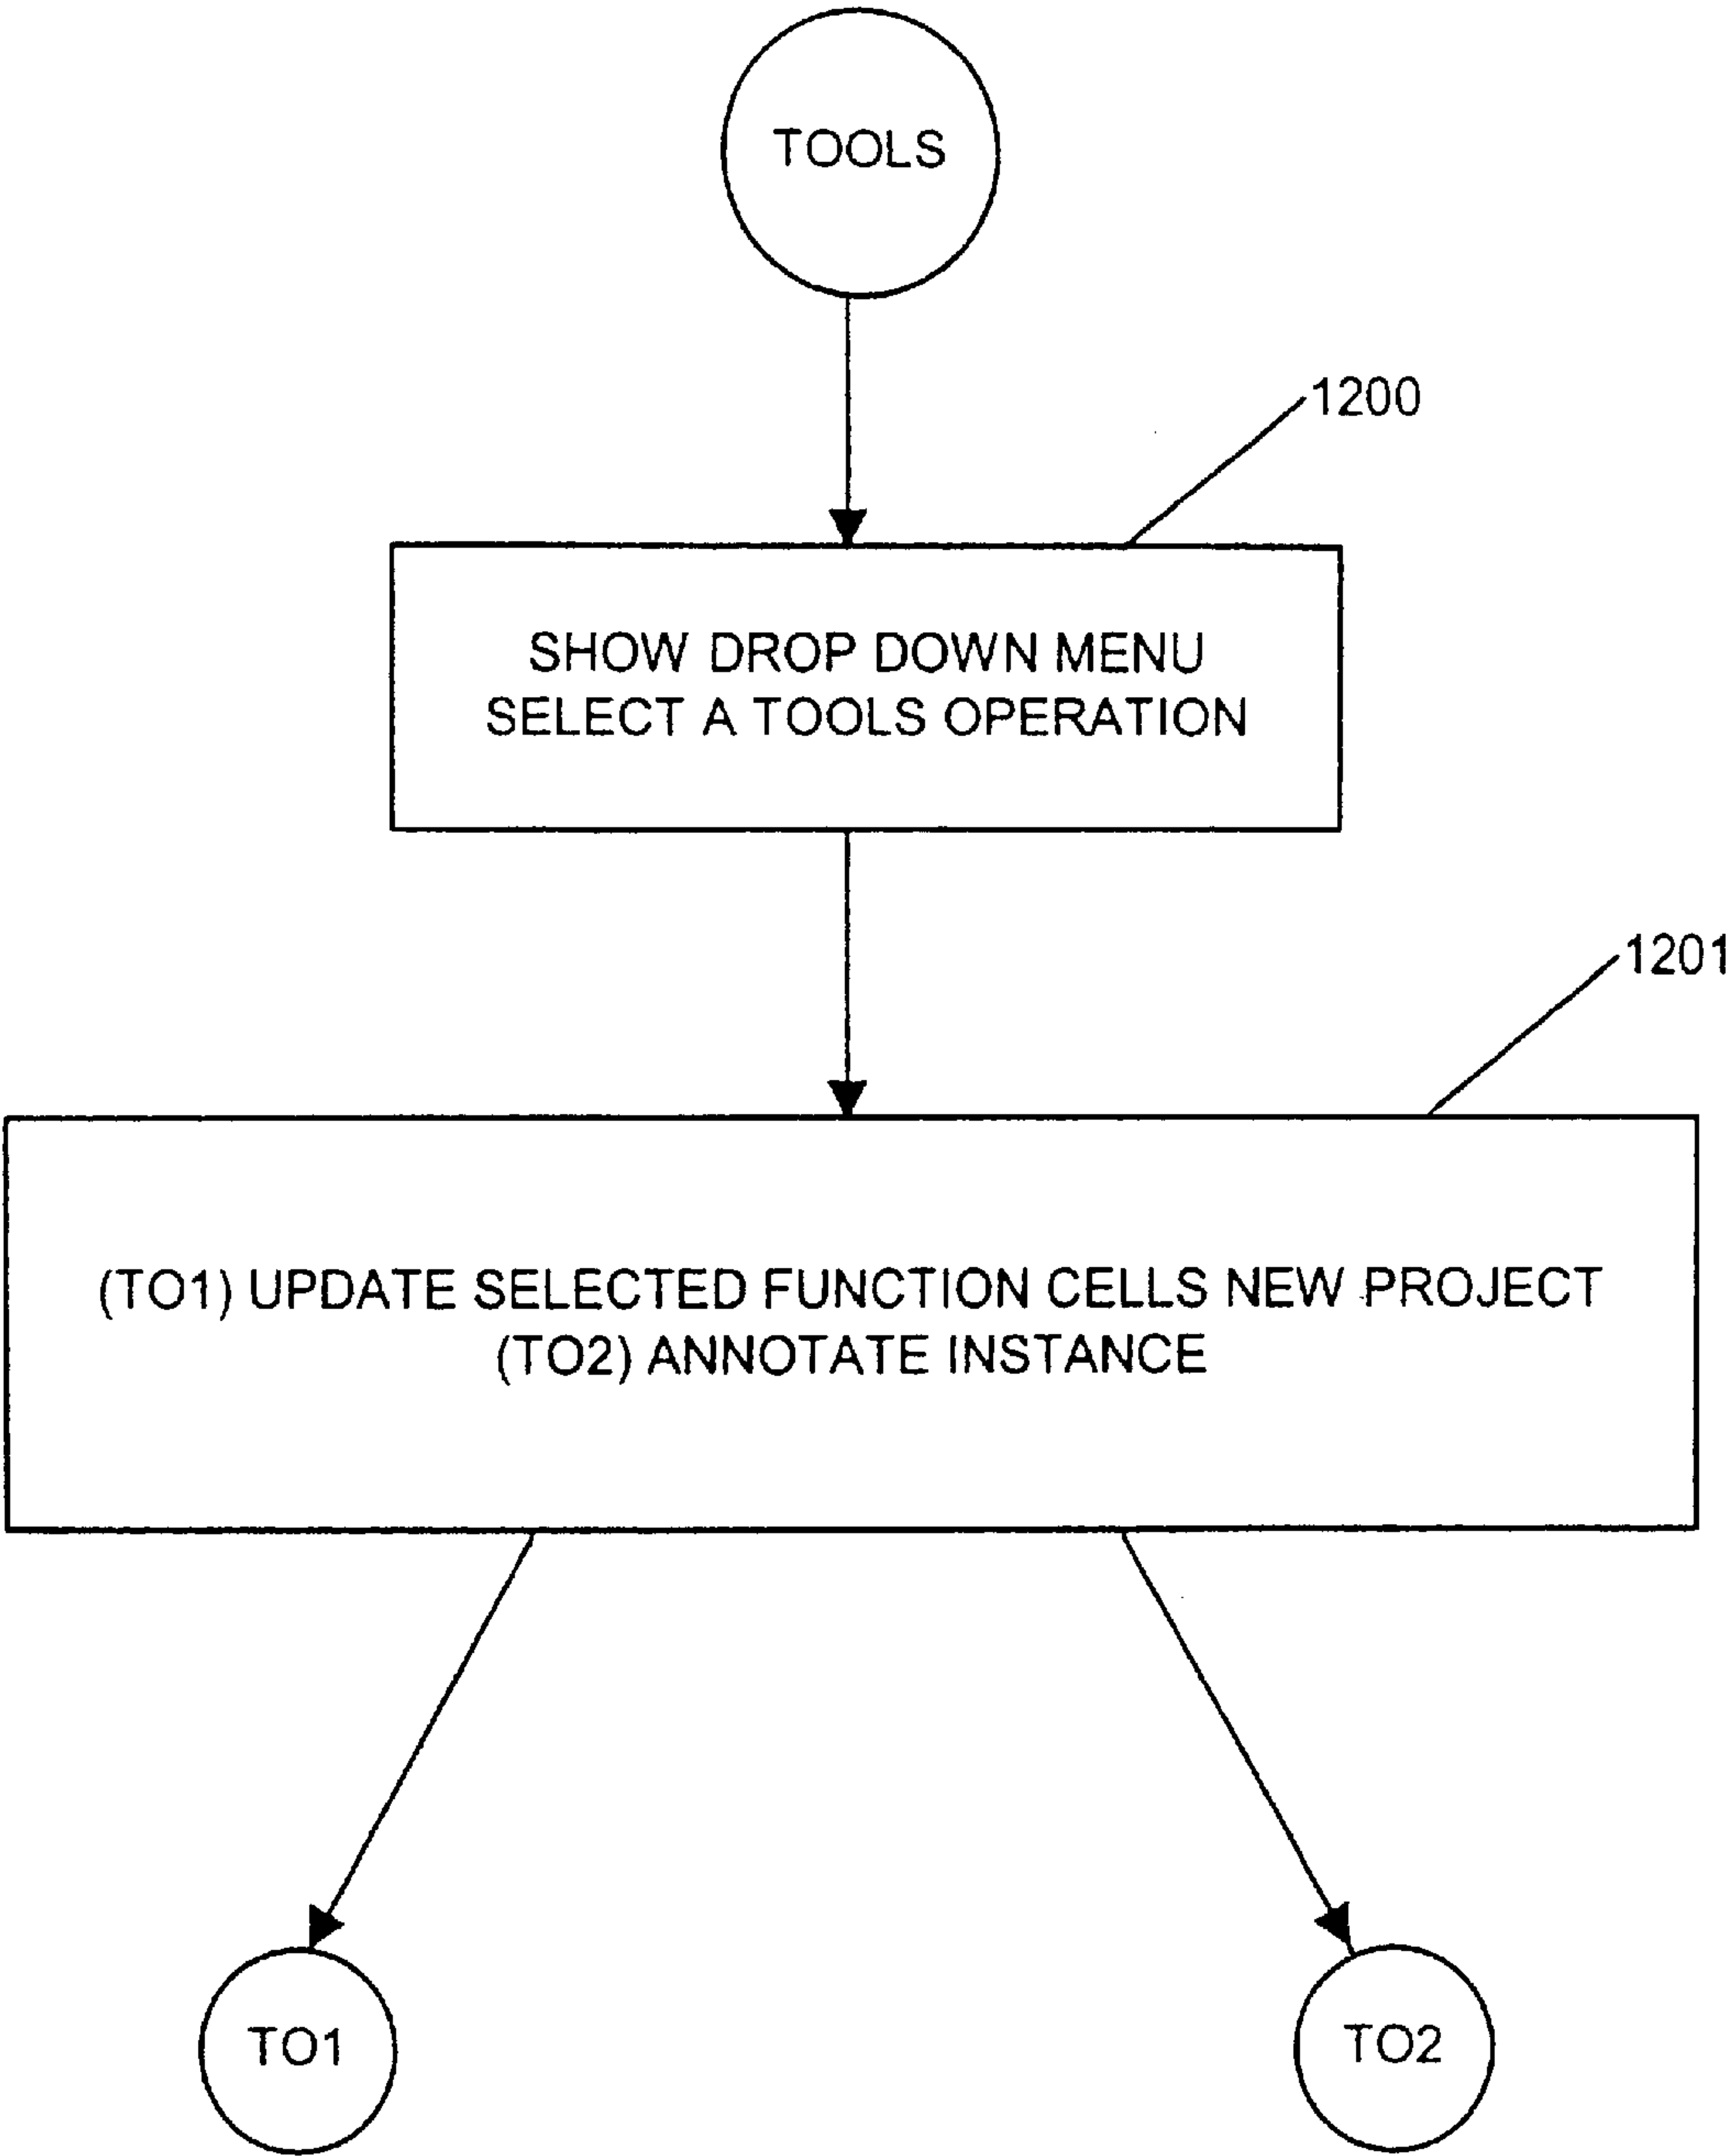 TOOLS
1200
SHOW DROP DOWN MENU
SELECT A TOOLS OPERATION
1201
(TO1) UPDATE SELECTED FUNCTION CELLS NEW PROJECT
(TO2) ANNOTATE INSTANCE
TO1
TO2